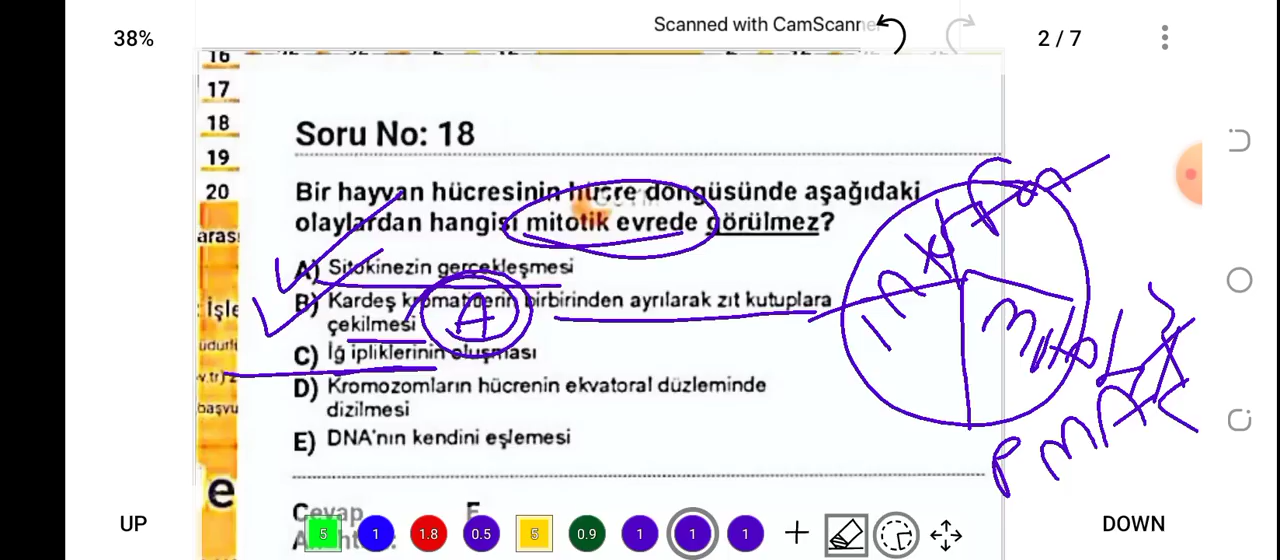 Scanned with CamScanner
38%
2 / 7
16
17
18
19
20
Soru No: 18
Bir hayvan hücresinin hücre döngüsünde aşağıdaki
olaylardan hangisi mitotik evrede görülmez?
A) Sitokinezin gerçekleşmesi
B) Kardeş kromatitlerin birbirinden ayrılarak zıt kutuplara
çekilmesi
C) İğ ipliklerinin oluşması
D) Kromozomların hücrenin ekvatoral düzleminde
dizilmesi
E) DNA'nın kendini eşlemesi
A
P M A
arası
İşle
e
Cevap E
UP
5 1 1.8 0.5 5 0.9 1 1 1
DOWN